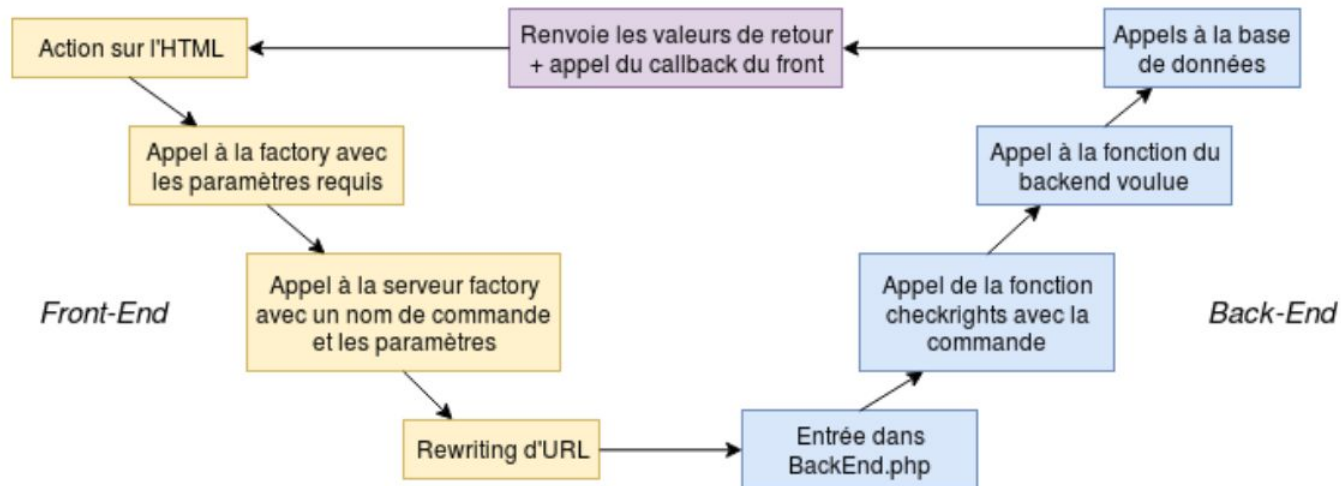 Action sur l'HTML
Renvoie les valeurs de retour
+ appel du callback du front
Appels à la base
de données
Appel à la factory avec
les paramètres requis
Appel à la fonction du
backend voulue
Front-End
Appel à la serveur factory
avec un nom de commande
et les paramètres
Appel de la fonction
checkrights avec la
commande
Back-End
Rewriting d'URL
Entrée dans
BackEnd.php